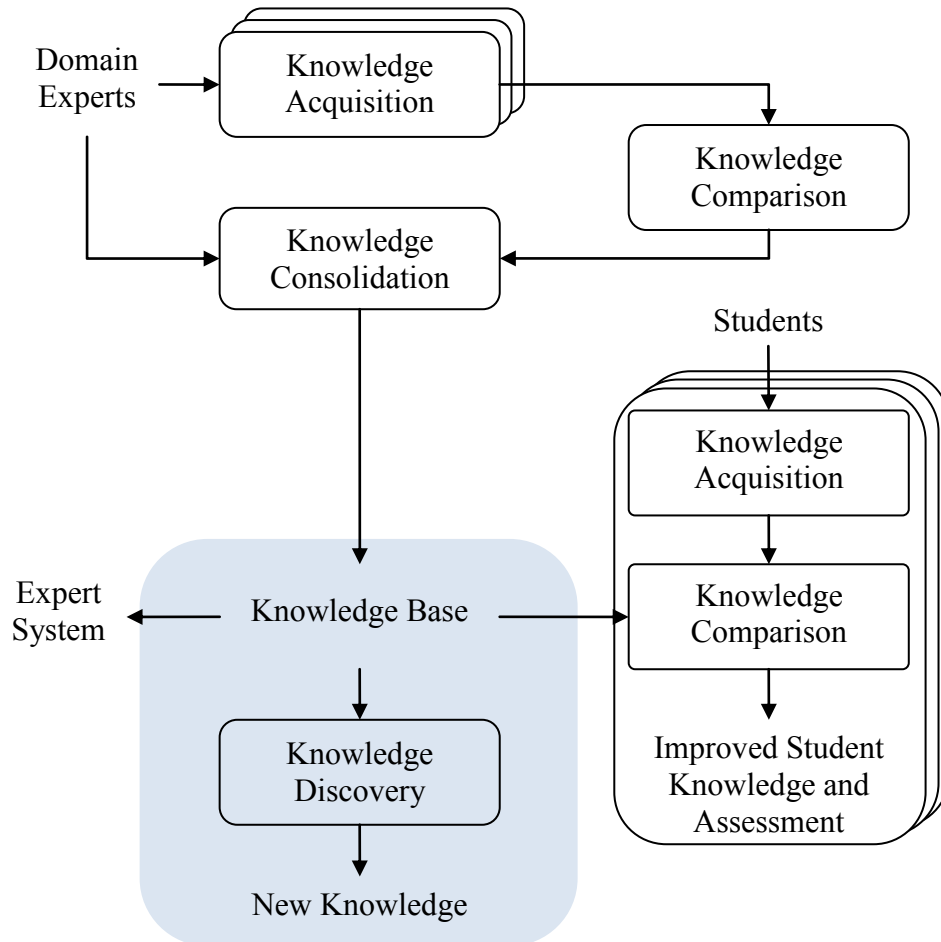 Domain
Experts
Knowledge
Acquisition
Knowledge
Comparison
Knowledge
Consolidation
Students
Knowledge
Acquisition
Expert
System
Knowledge Base
Knowledge
Comparison
Knowledge
Discovery
Improved Student
Knowledge and
Assessment
New Knowledge